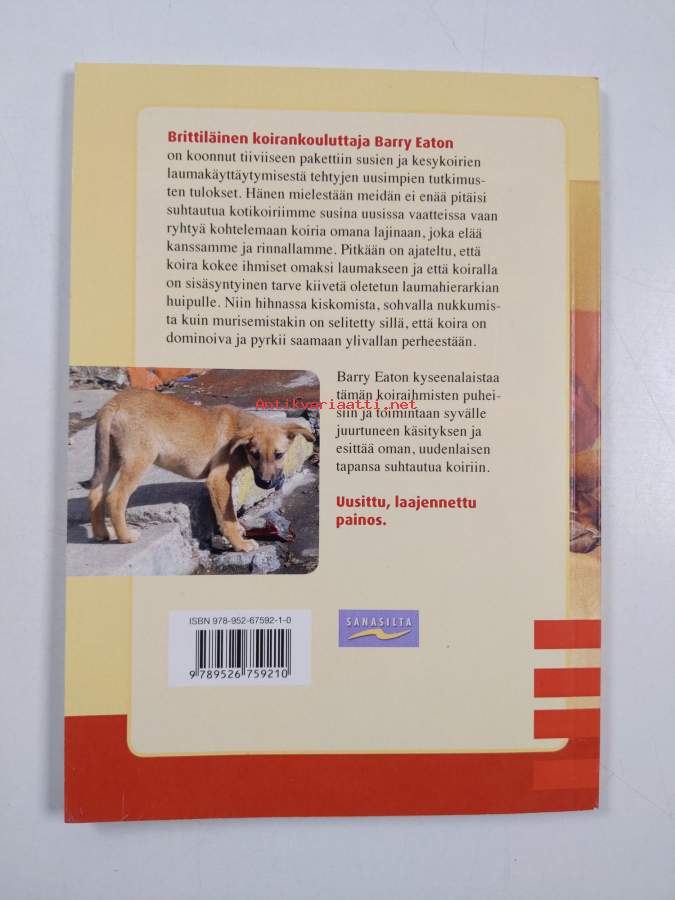 Brittiläinen koirankouluttaja Barry Eaton
on koonnut tiiviiseen pakettiin susien ja kesykoirien
laumakäyttäytymisestä tehtyjen uusimpien tutkimus-
ten tulokset. Hänen mielestään meidän ei enää pitäisi
suhtautua kotikoiriimme susina uusissa vaatteissa vaan
ryhtyä kohtelemaan koiria omana lajinaan, joka elää
kanssamme ja rinnallamme. Pitkään on ajateltu, että
koira kokee ihmiset omaksi laumakseen ja että koiralla
on sisäsyntyinen tarve kiivetä oletetun laumahierarkian
huipulle. Niin hihnassa kiskomista, sohvalla nukkumis-
ta kuin murisemistakin on selitetty sillä, että koira on
dominoiva ja pyrkii saamaan ylivallan perheestään.
Barry Eaton kyseenalaistaa
tämän koiraihmisten puhei-
siin ja toimintaan syvälle
juurtuneen käsityksen ja
esittää oman, uudenlaisen
tapansa suhtautua koiriin.
Antikvariaatti.net
Uusittu, laajennettu
painos.
ISBN 978-952-67592-1-0
9 789526 759210
SANASILTA